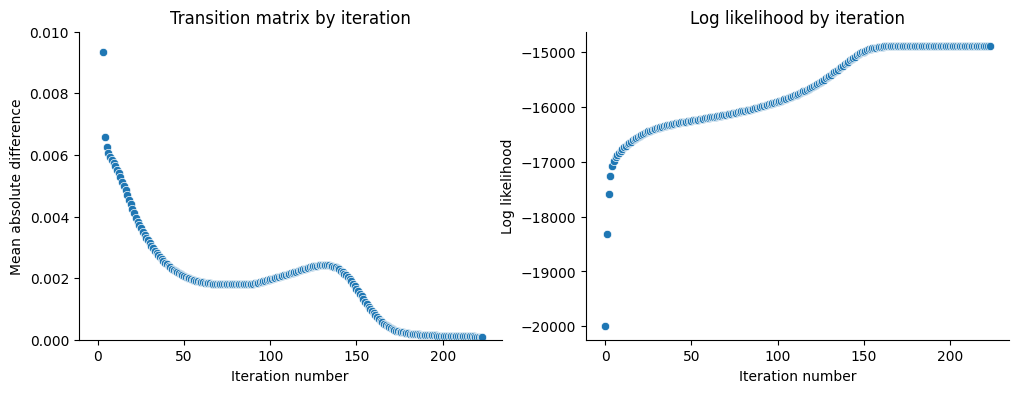 Transition matrix by iteration
0.010
0.008
0.006
0.004
0.002
0.000
Mean absolute difference
0 50 100 150 200
Iteration number
Log likelihood by iteration
−15000
−16000
−17000
−18000
−19000
−20000
Log likelihood
0 50 100 150 200
Iteration number